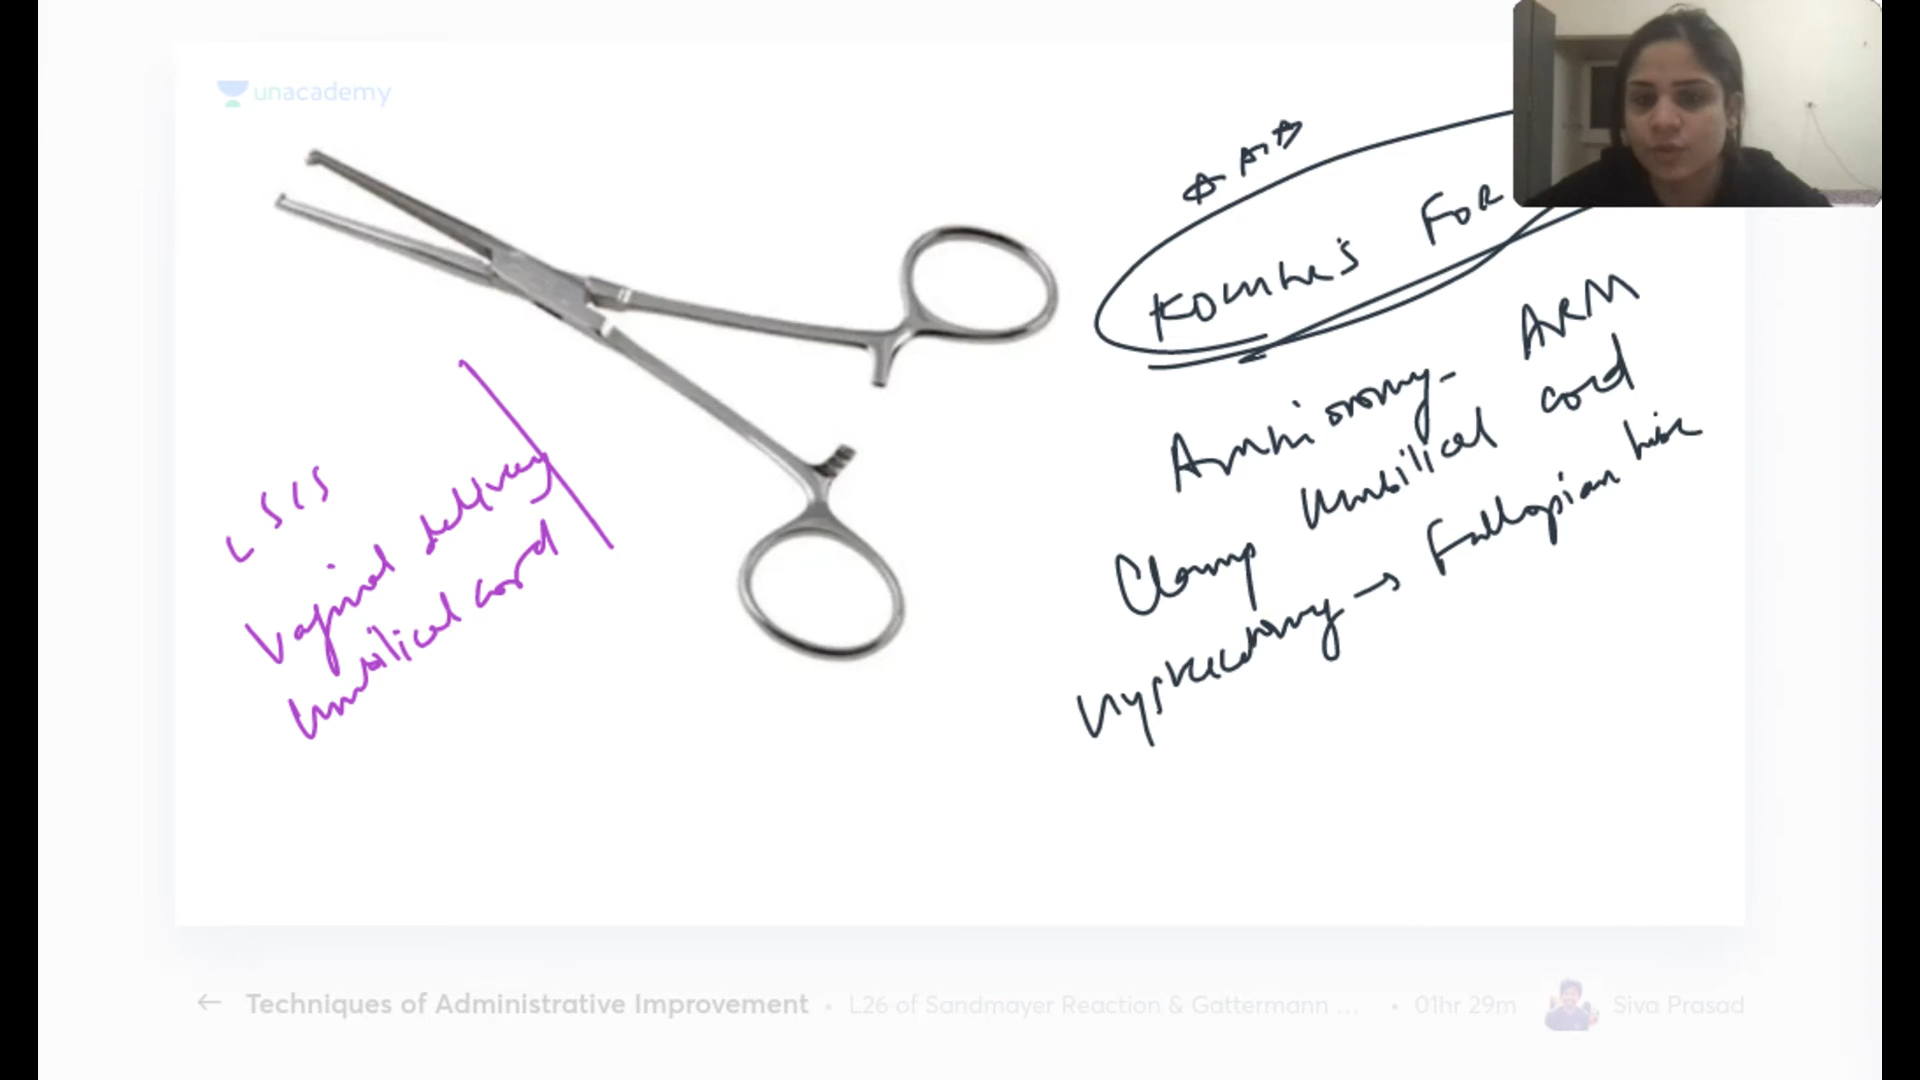 unacademy
Kocher's For
Amniotomy - ARM
Clamp Umbilical cord
Hysterectomy → Fallopian
LSCS
Vaginal delivery
Umbilical cord
← Techniques of Administrative Improvement • L26 of Sandmayer Reaction & Gattermann ... • 01hr 29m Siva Prasad